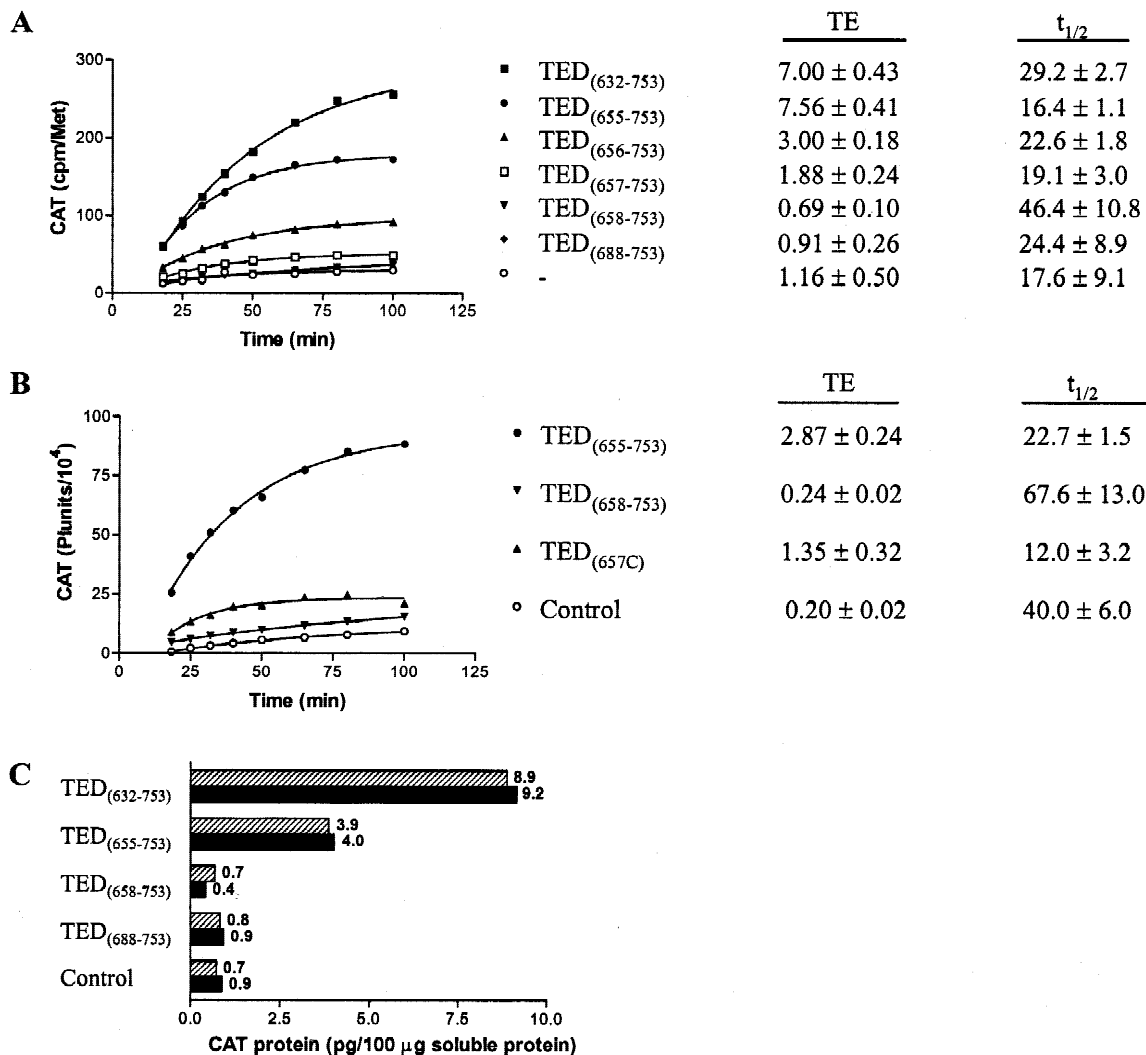 A
TE t1/2
300
200
100
0
CAT (cpm/Met)
0 25 50 75 100 125
Time (min)
TED(632-753) 7.00 ± 0.43 29.2 ± 2.7
TED(655-753) 7.56 ± 0.41 16.4 ± 1.1
TED(656-753) 3.00 ± 0.18 22.6 ± 1.8
TED(657-753) 1.88 ± 0.24 19.1 ± 3.0
TED(658-753) 0.69 ± 0.10 46.4 ± 10.8
TED(688-753) 0.91 ± 0.26 24.4 ± 8.9
- 1.16 ± 0.50 17.6 ± 9.1
B
TE t1/2
100
75
50
25
0
CAT (PIunits/10^4)
0 25 50 75 100 125
Time (min)
TED(655-753) 2.87 ± 0.24 22.7 ± 1.5
TED(658-753) 0.24 ± 0.02 67.6 ± 13.0
TED(657C) 1.35 ± 0.32 12.0 ± 3.2
Control 0.20 ± 0.02 40.0 ± 6.0
C
TED(632-753) 8.9
9.2
TED(655-753) 3.9
4.0
TED(658-753) 0.7
0.4
TED(688-753) 0.8
0.9
Control 0.7
0.9
0.0 2.5 5.0 7.5 10.0
CAT protein (pg/100 µg soluble protein)